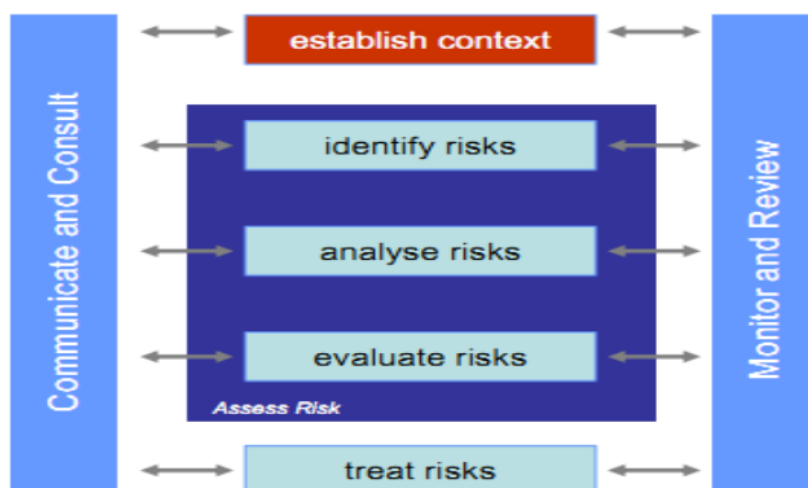 establish context
Communicate and Consult
identify risks
analyse risks
evaluate risks
Assess Risk
treat risks
Monitor and Review